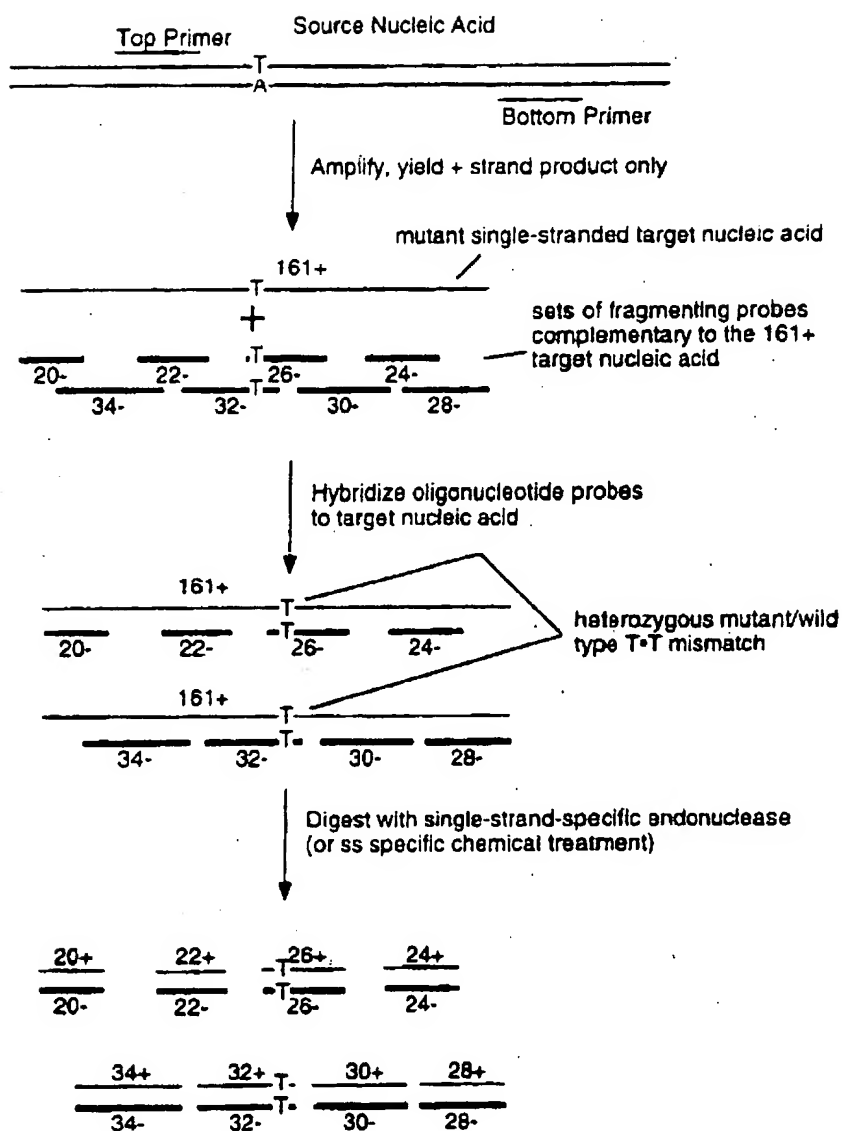 Top Primer Source Nucleic Acid
T
A
Bottom Primer
Amplify, yield + strand product only
mutant single-stranded target nucleic acid
161+
T
+
sets of fragmenting probes
complementary to the 161+
target nucleic acid
T
20- 22- 26- 24-
T
34- 32- 30- 28-
Hybridize oligonucleotide probes
to target nucleic acid
161+
T
T
20- 22- 26- 24-
heterozygous mutant/wild
type T•T mismatch
161+
T
T
34- 32- 30- 28-
Digest with single-strand-specific endonuclease
(or ss specific chemical treatment)
20+ 22+ 26+ 24+
T
T
20- 22- 26- 24-
34+ 32+ 30+ 28+
T
T
34- 32- 30- 28-